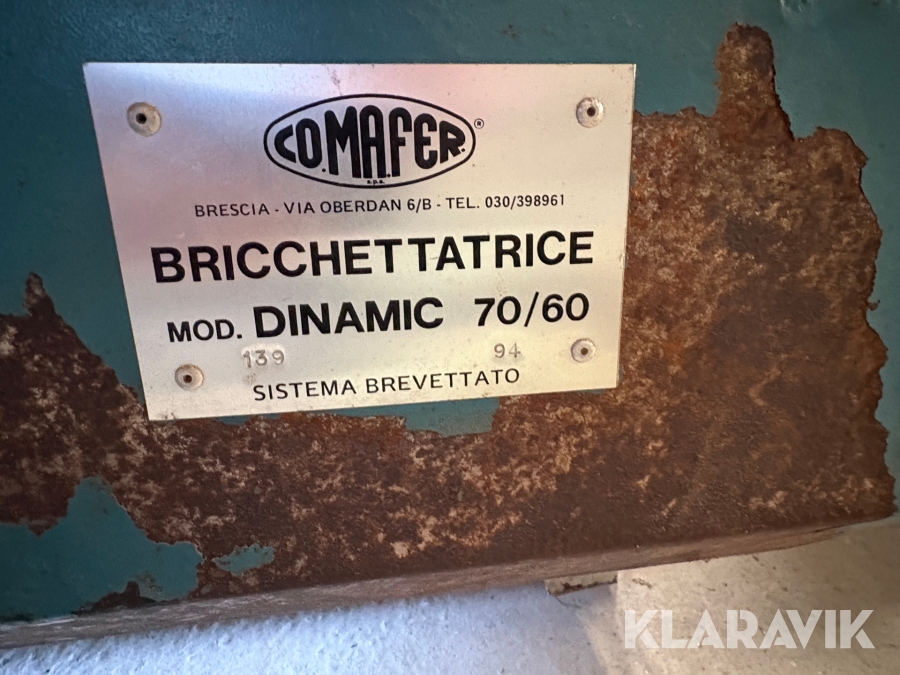 CO.MA.FER.®
s.p.a.
BRESCIA - VIA OBERDAN 6/B - TEL. 030/398961
BRICCHETTATRICE
MOD. DINAMIC 70/60
139 94
SISTEMA BREVETTATO
KLARAVIK